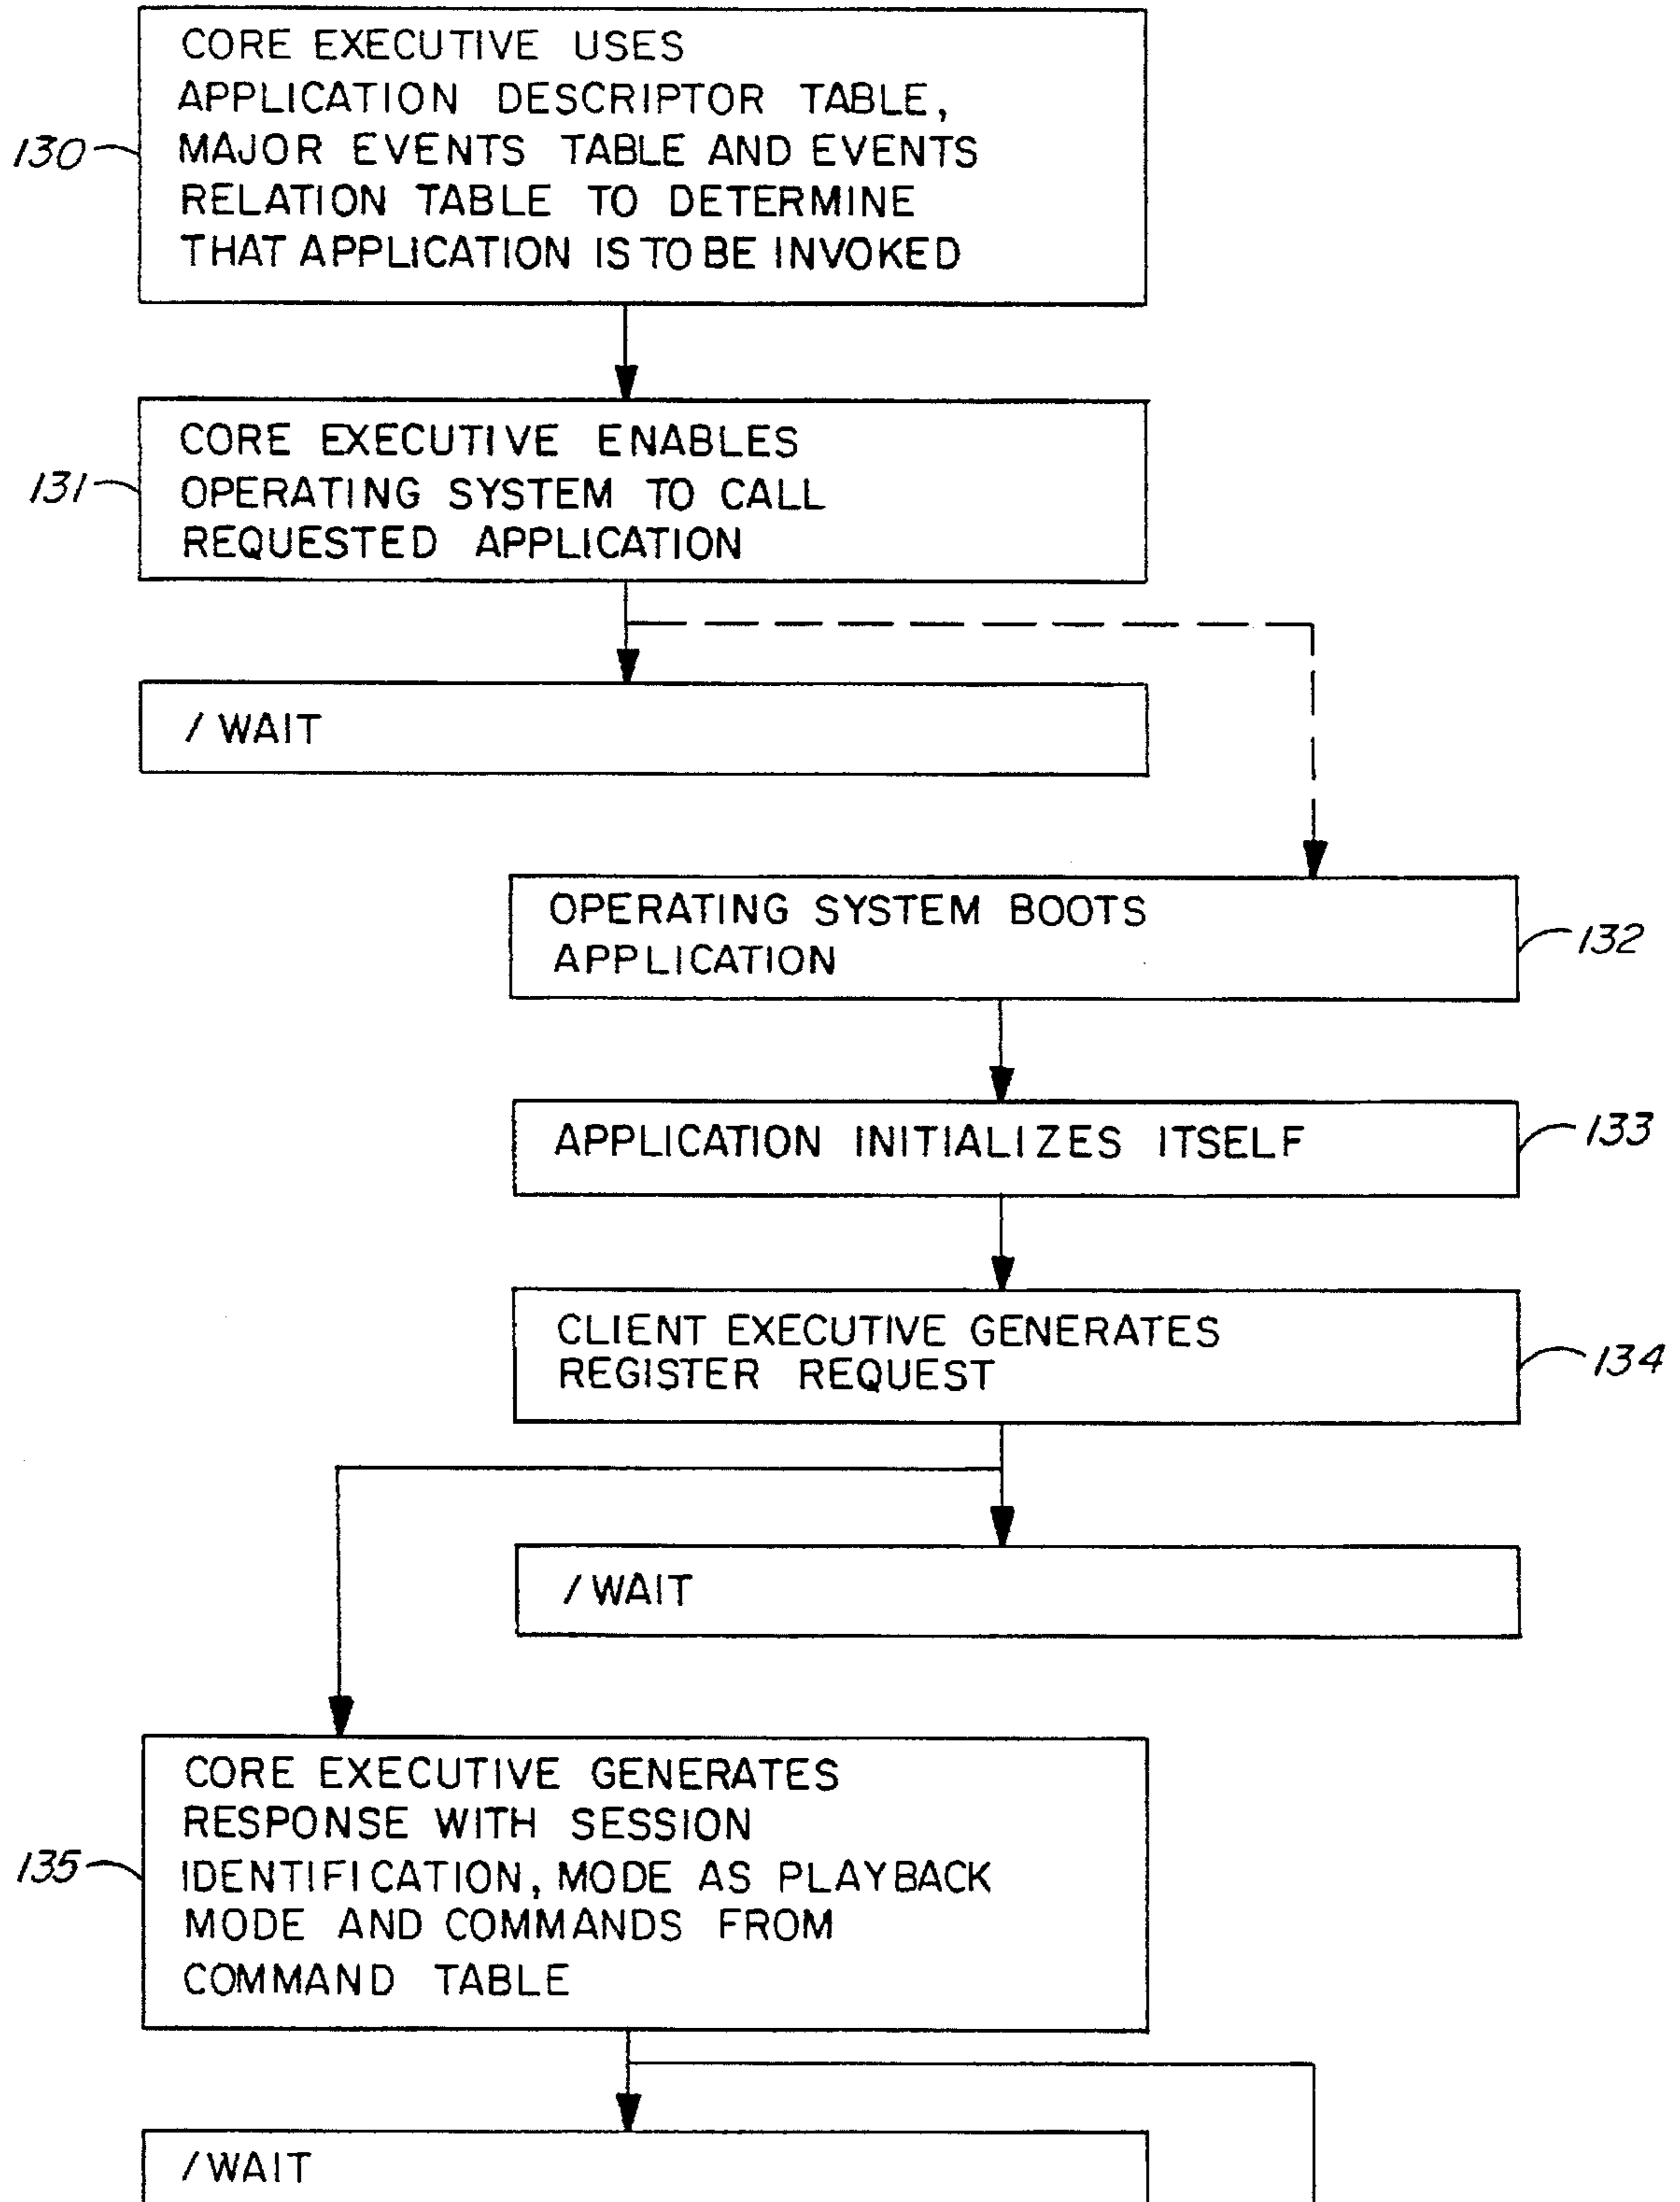 CORE EXECUTIVE USES
APPLICATION DESCRIPTOR TABLE,
MAJOR EVENTS TABLE AND EVENTS
RELATION TABLE TO DETERMINE
THAT APPLICATION IS TO BE INVOKED
130
CORE EXECUTIVE ENABLES
OPERATING SYSTEM TO CALL
REQUESTED APPLICATION
131
/ WAIT
OPERATING SYSTEM BOOTS
APPLICATION
132
APPLICATION INITIALIZES ITSELF
133
CLIENT EXECUTIVE GENERATES
REGISTER REQUEST
134
/ WAIT
CORE EXECUTIVE GENERATES
RESPONSE WITH SESSION
IDENTIFICATION, MODE AS PLAYBACK
MODE AND COMMANDS FROM
COMMAND TABLE
135
/ WAIT